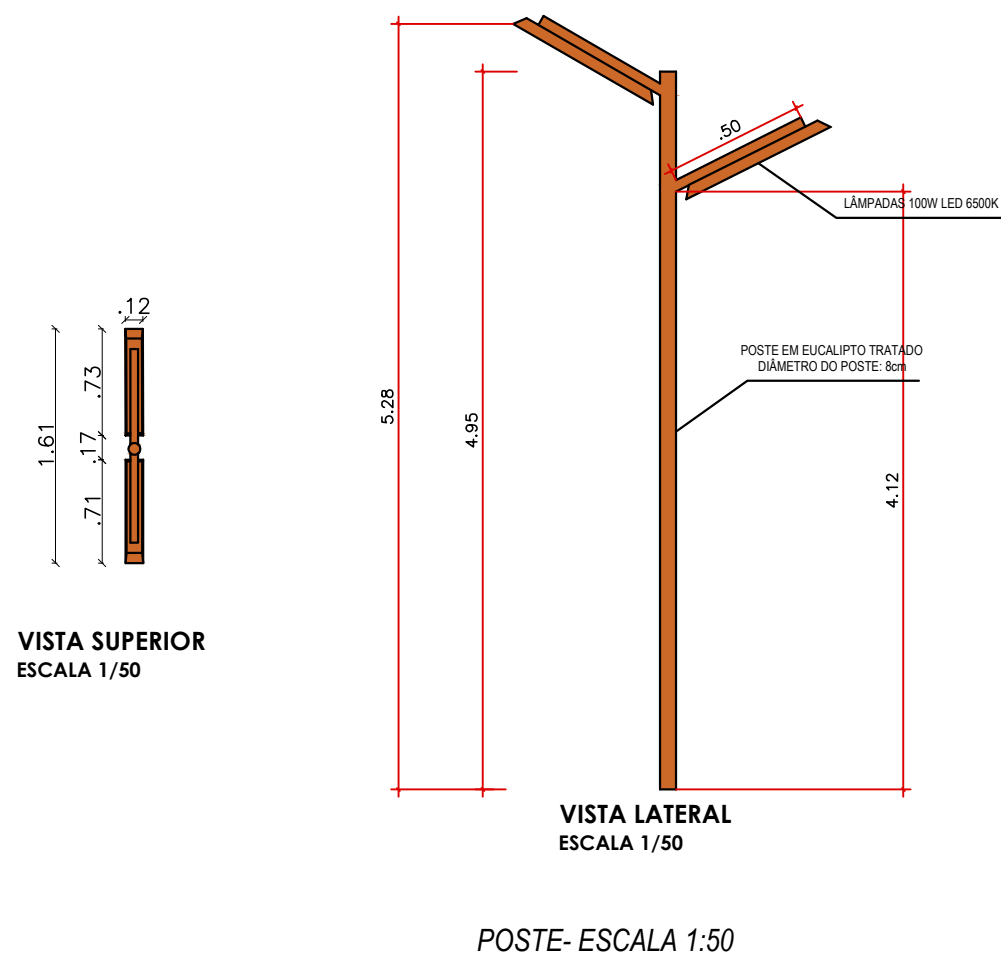 .50
LÂMPADAS 100W LED 6500K
.12
POSTE EM EUCALIPTO TRATADO
DIÂMETRO DO POSTE: 8cm
.73
5.28
4.95
1.61
.17
4.12
.71
VISTA SUPERIOR
ESCALA 1/50
VISTA LATERAL
ESCALA 1/50
POSTE- ESCALA 1:50